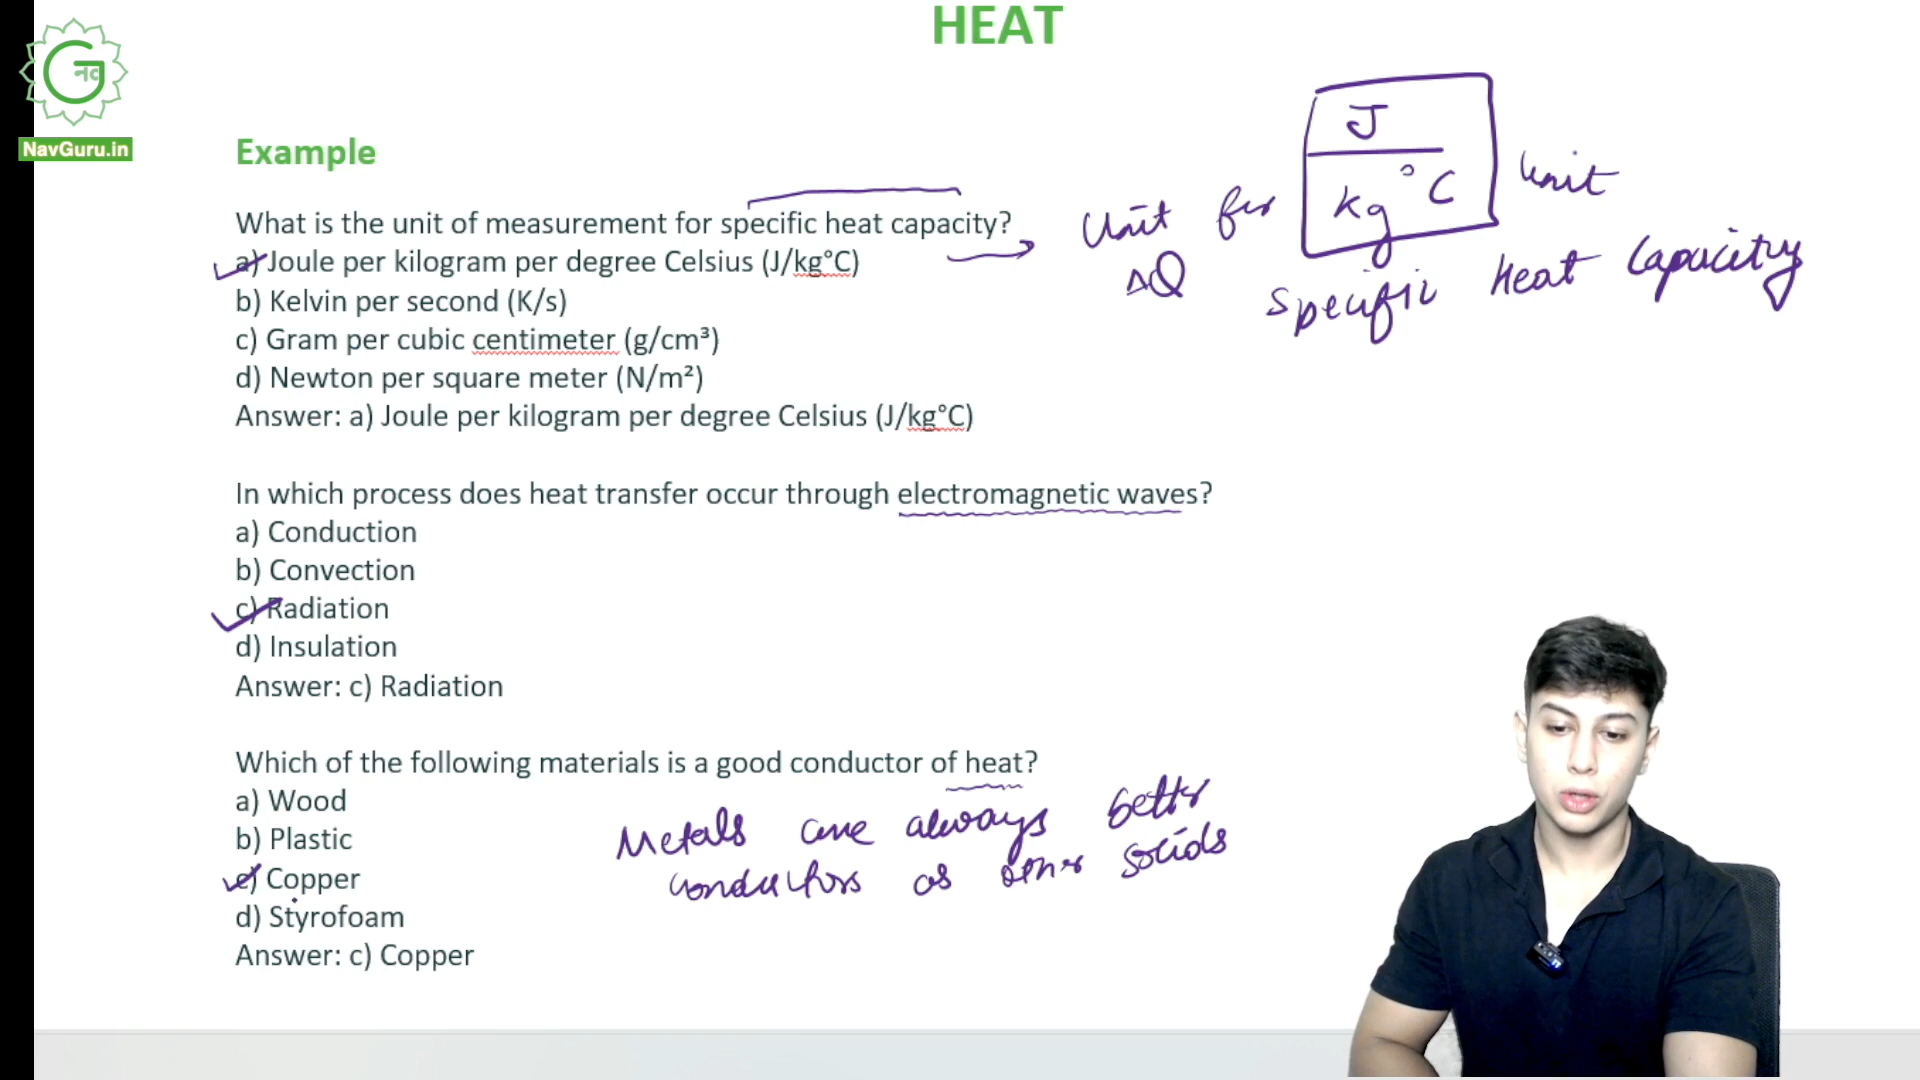 HEAT
नव
NavGuru.in
Example
What is the unit of measurement for specific heat capacity?
a) Joule per kilogram per degree Celsius (J/kg°C)
b) Kelvin per second (K/s)
c) Gram per cubic centimeter (g/cm³)
d) Newton per square meter (N/m²)
Answer: a) Joule per kilogram per degree Celsius (J/kg°C)
J
kg °C
Unit for
unit
ΔQ
Specific Heat Capacity
In which process does heat transfer occur through electromagnetic waves?
a) Conduction
b) Convection
c) Radiation
d) Insulation
Answer: c) Radiation
Which of the following materials is a good conductor of heat?
a) Wood
b) Plastic
c) Copper
d) Styrofoam
Answer: c) Copper
Metals are always better
conductors as other solids